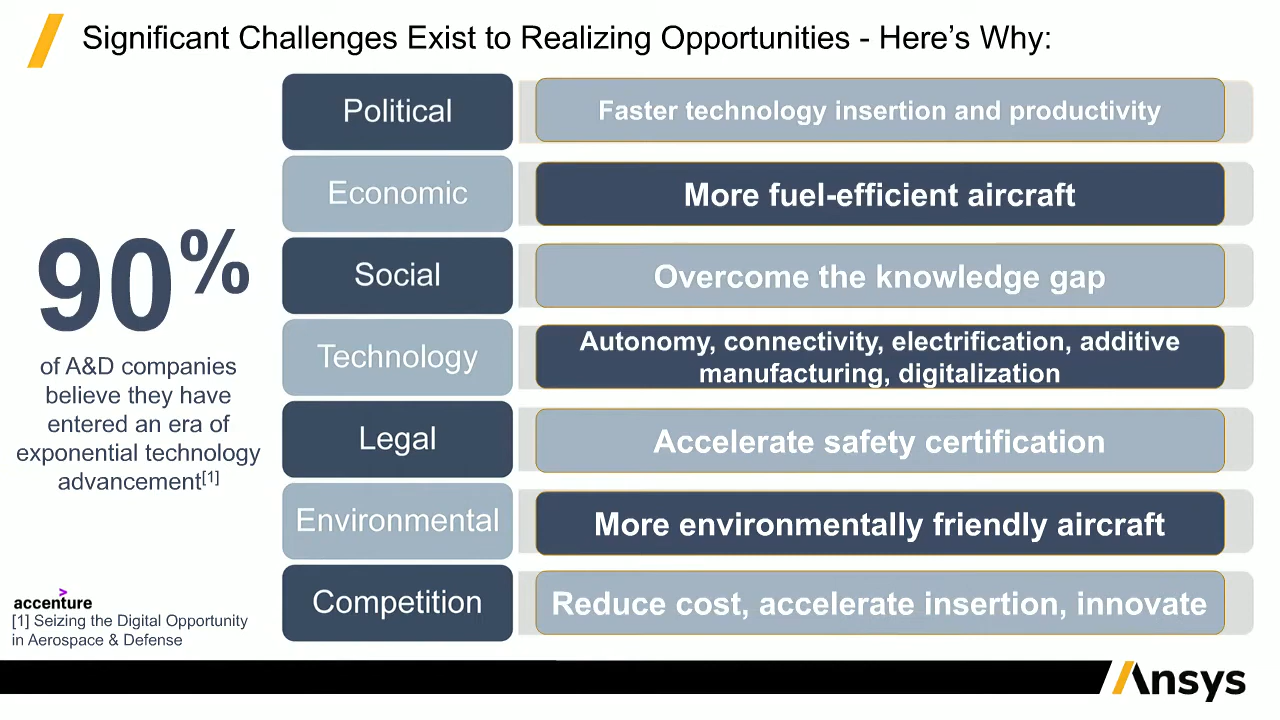 Significant Challenges Exist to Realizing Opportunities - Here’s Why:
90%
of A&D companies
believe they have
entered an era of
exponential technology
advancement[1]
Political
Faster technology insertion and productivity
Economic
More fuel-efficient aircraft
Social
Overcome the knowledge gap
Technology
Autonomy, connectivity, electrification, additive
manufacturing, digitalization
Legal
Accelerate safety certification
Environmental
More environmentally friendly aircraft
Competition
Reduce cost, accelerate insertion, innovate
accenture
[1] Seizing the Digital Opportunity
in Aerospace & Defense
Ansys